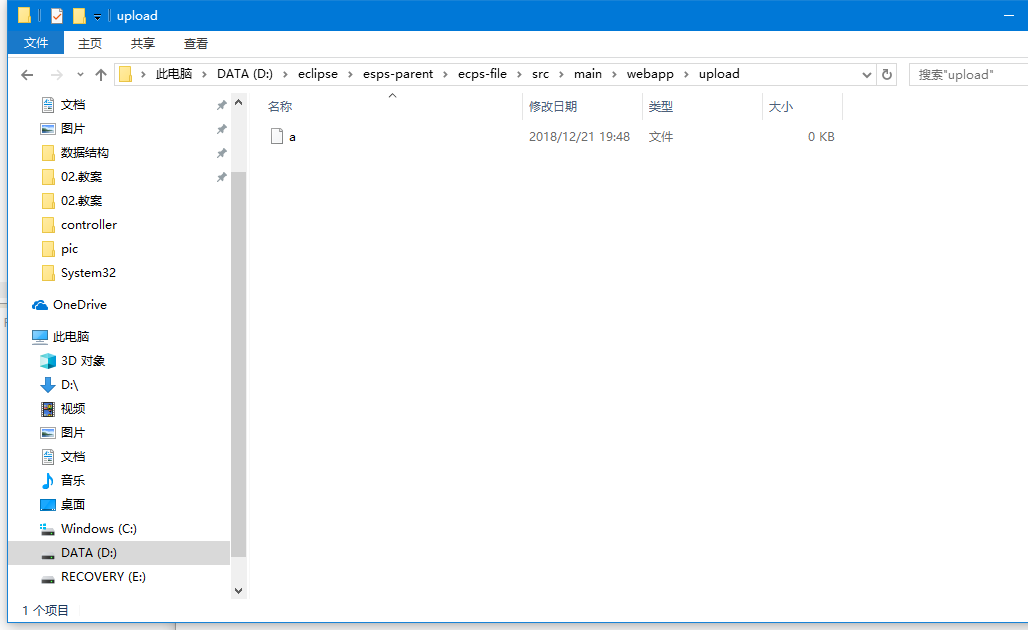 upload
文件 主页 共享 查看
此电脑 › DATA (D:) › eclipse › esps-parent › ecps-file › src › main › webapp › upload
搜索"upload"
名称 修改日期 类型 大小
a 2018/12/21 19:48 文件 0 KB
文档
图片
数据结构
02.教案
02.教案
controller
pic
System32
OneDrive
此电脑
3D 对象
D:\
视频
图片
文档
音乐
桌面
Windows (C:)
DATA (D:)
RECOVERY (E:)
1 个项目